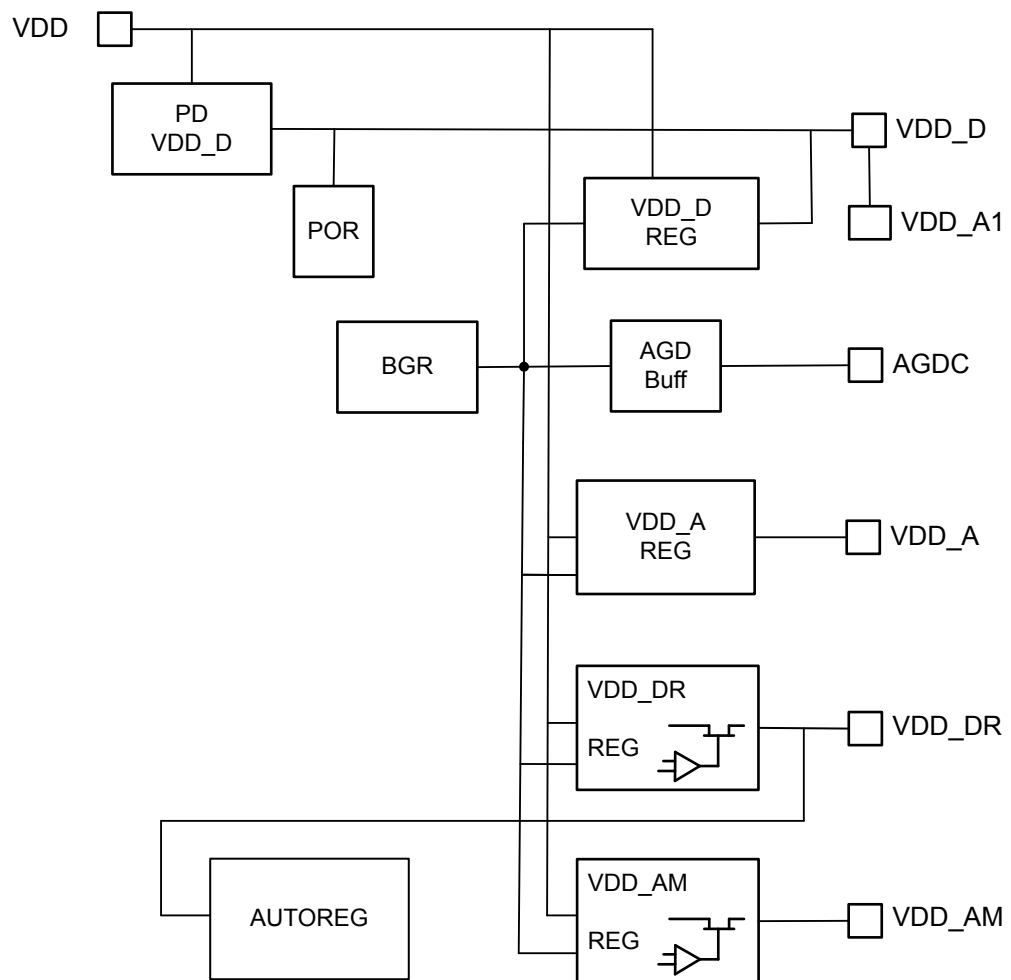 VDD
PD
VDD_D
VDD_D
POR
VDD_D
REG
VDD_A1
BGR
AGD
Buff
AGDC
VDD_A
REG
VDD_A
VDD_DR
REG
VDD_DR
AUTOREG
VDD_AM
REG
VDD_AM